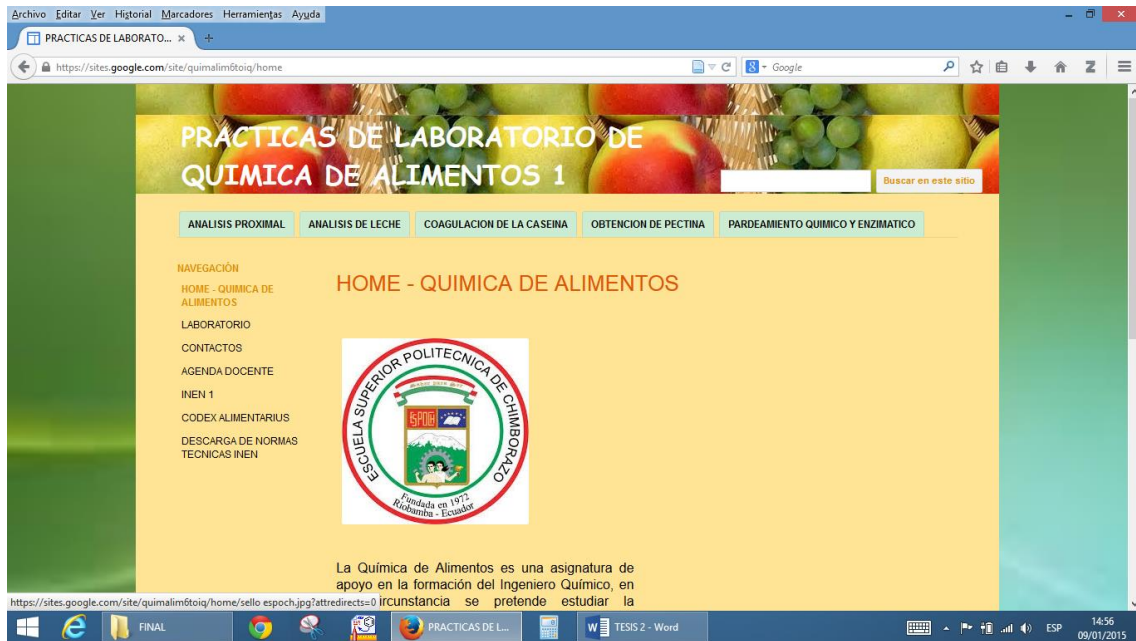 Archivo Editar Ver Historial Marcadores Herramientas Ayuda
PRACTICAS DE LABORATO... × +
https://sites.google.com/site/quimalim6toiq/home
Google
PRACTICAS DE LABORATORIO DE
QUIMICA DE ALIMENTOS 1
Buscar en este sitio
ANALISIS PROXIMAL ANALISIS DE LECHE COAGULACION DE LA CASEINA OBTENCION DE PECTINA PARDEAMIENTO QUIMICO Y ENZIMATICO
NAVEGACIÓN
HOME - QUIMICA DE
ALIMENTOS
LABORATORIO
CONTACTOS
AGENDA DOCENTE
INEN 1
CODEX ALIMENTARIUS
DESCARGA DE NORMAS
TECNICAS INEN
HOME - QUIMICA DE ALIMENTOS
ESCUELA SUPERIOR POLITECNICA DE CHIMBORAZO
ESPOCH
Fundada en 1972
Riobamba - Ecuador
La Química de Alimentos es una asignatura de
apoyo en la formación del Ingeniero Químico, en
ircunstancia se pretende estudiar la
https://sites.google.com/site/quimalim6toiq/home/sello espoch.jpg?attredirects=0
FINAL
PRACTICAS DE L...
TESIS 2 - Word
ESP
14:56
09/01/2015